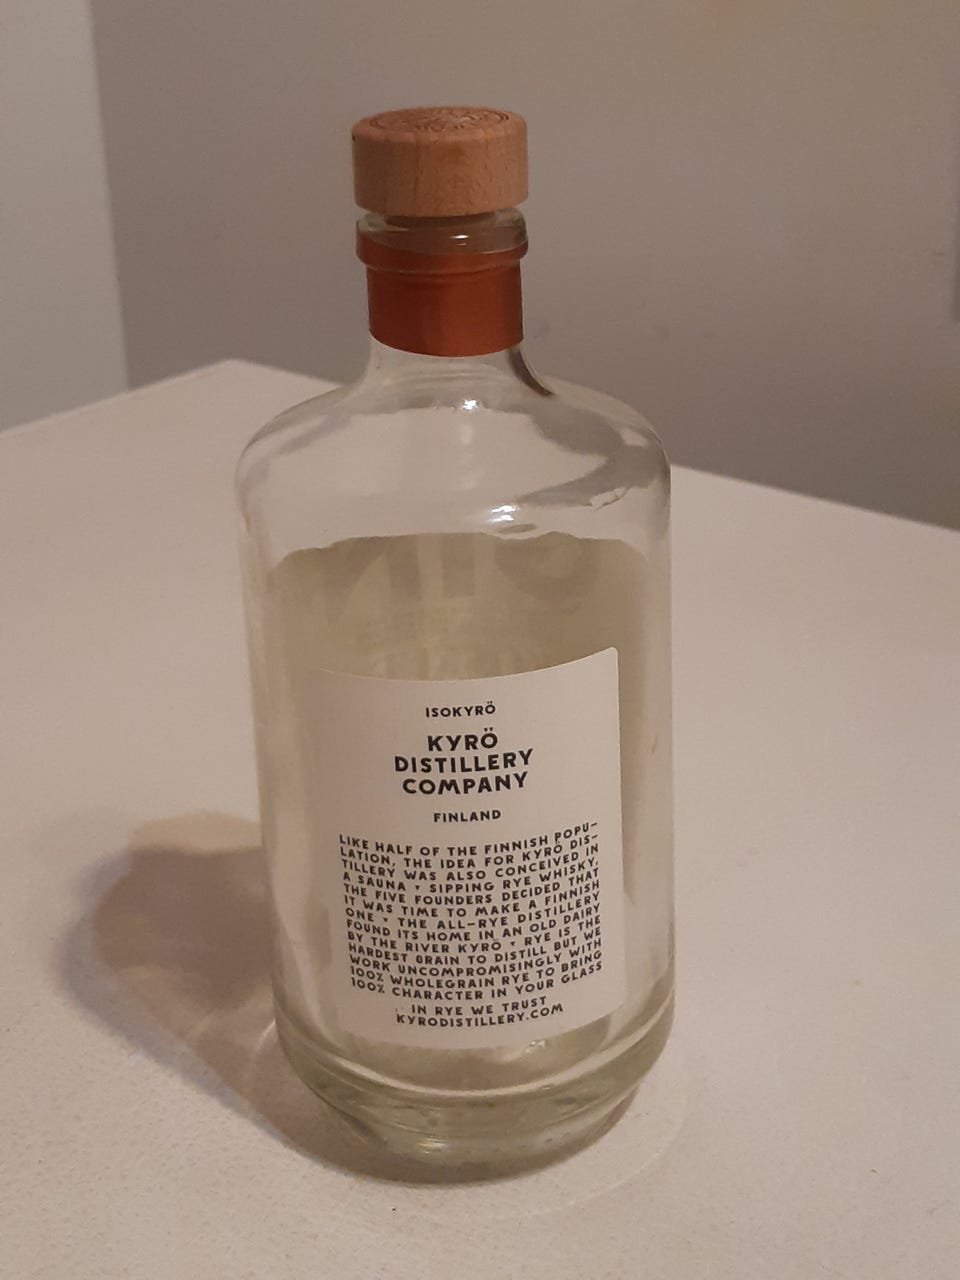 ISOKYRÖ
KYRÖ
DISTILLERY
COMPANY
FINLAND
LIKE HALF OF THE FINNISH POPU-
LATION, THE IDEA FOR KYRÖ DIS-
TILLERY WAS ALSO CONCEIVED IN
A SAUNA • SIPPING RYE WHISKY,
THE FIVE FOUNDERS DECIDED THAT
IT WAS TIME TO MAKE A FINNISH
ONE • THE ALL-RYE DISTILLERY
FOUND ITS HOME IN AN OLD DAIRY
BY THE RIVER KYRÖ • RYE IS THE
HARDEST GRAIN TO DISTILL BUT WE
WORK UNCOMPROMISINGLY WITH
100% WHOLEGRAIN RYE TO BRING
100% CHARACTER IN YOUR GLASS
IN RYE WE TRUST
KYRODISTILLERY.COM